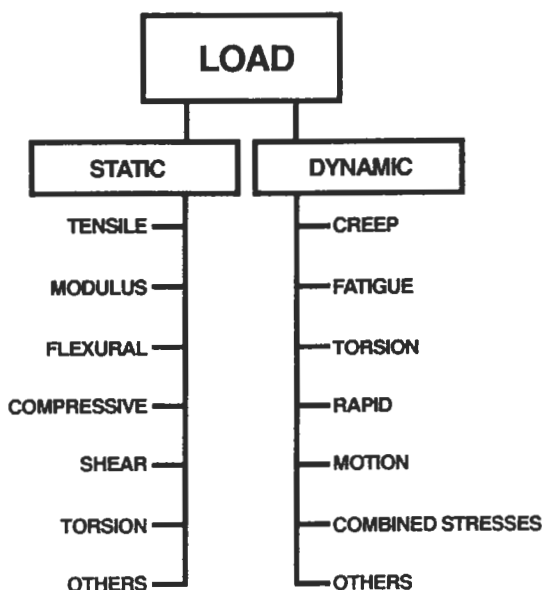 LOAD
STATIC
DYNAMIC
TENSILE
MODULUS
FLEXURAL
COMPRESSIVE
SHEAR
TORSION
OTHERS
CREEP
FATIGUE
TORSION
RAPID
MOTION
COMBINED STRESSES
OTHERS